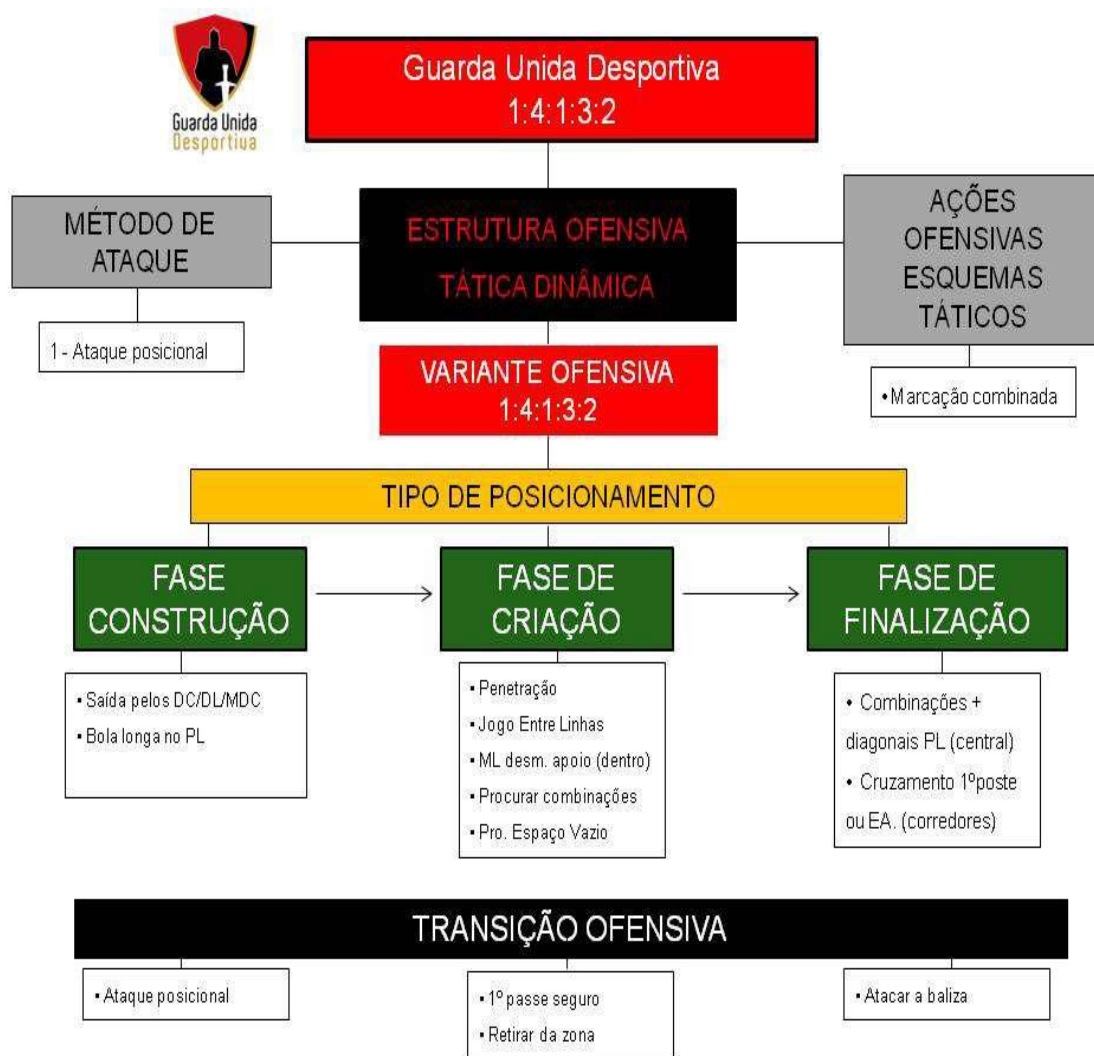 Guarda Unida
Desportiva
Guarda Unida Desportiva
1:4:1:3:2
MÉTODO DE
ATAQUE
1 - Ataque posicional
ESTRUTURA OFENSIVA
TÁTICA DINÂMICA
AÇÕES
OFENSIVAS
ESQUEMAS
TÁTICOS
▪ Marcação combinada
VARIANTE OFENSIVA
1:4:1:3:2
TIPO DE POSICIONAMENTO
FASE
CONSTRUÇÃO
▪ Saída pelos DC/DL/MDC
▪ Bola longa no PL
FASE DE
CRIAÇÃO
▪ Penetração
▪ Jogo Entre Linhas
▪ ML desm. apoio (dentro)
▪ Procurar combinações
▪ Pro. Espaço Vazio
FASE DE
FINALIZAÇÃO
• Combinações +
diagonais PL (central)
• Cruzamento 1ºposte
ou EA. (corredores)
TRANSIÇÃO OFENSIVA
▪ Ataque posicional
▪ 1º passe seguro
▪ Retirar da zona
▪ Atacar a baliza